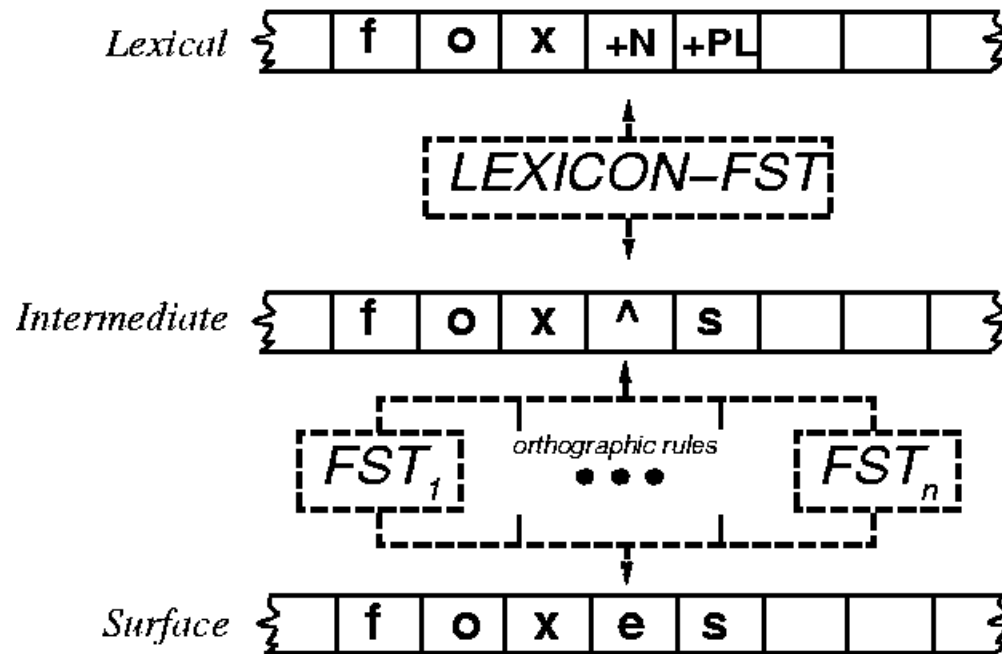 Lexical f o x +N +PL
LEXICON–FST
Intermediate f o x ^ s
orthographic rules
FST1 ••• FSTn
Surface f o x e s